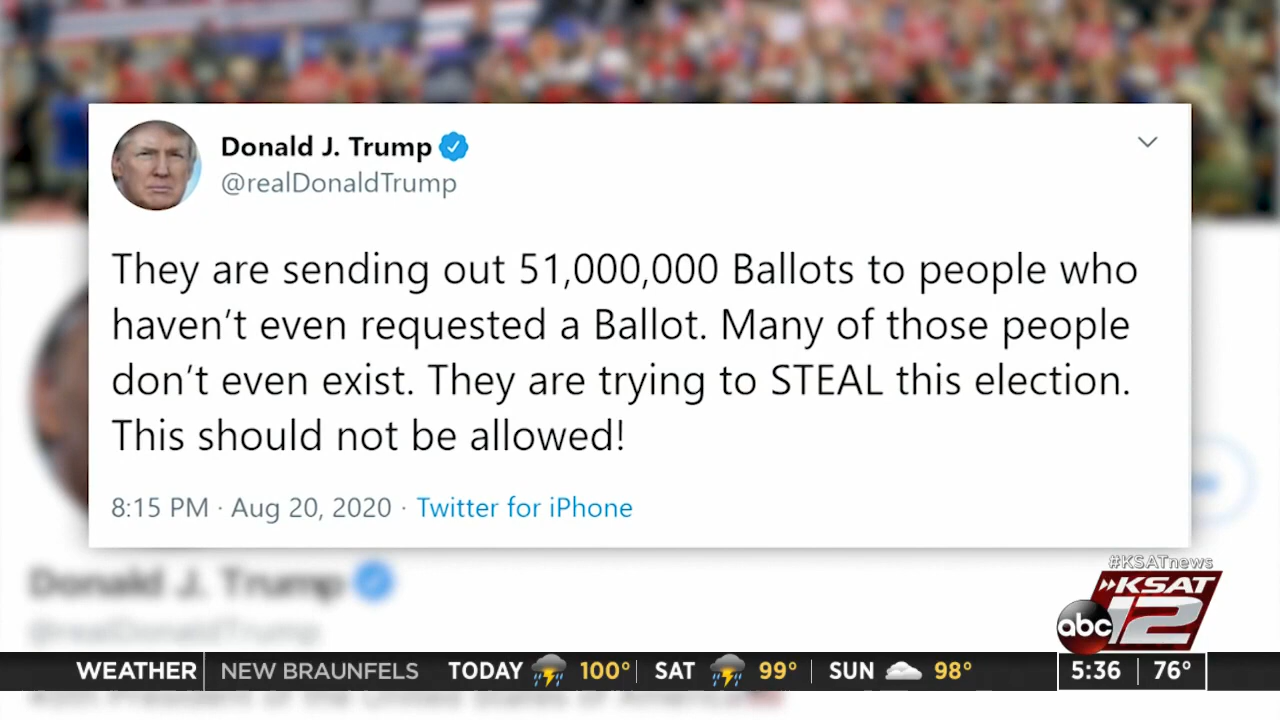 Donald J. Trump
@realDonaldTrump
They are sending out 51,000,000 Ballots to people who
haven't even requested a Ballot. Many of those people
don't even exist. They are trying to STEAL this election.
This should not be allowed!
8:15 PM · Aug 20, 2020 · Twitter for iPhone
Donald J. Trump
@realDonaldTrump
#KSATnews
KSAT
abc 12
WEATHER NEW BRAUNFELS TODAY 100° SAT 99° SUN 98° 5:36 76°